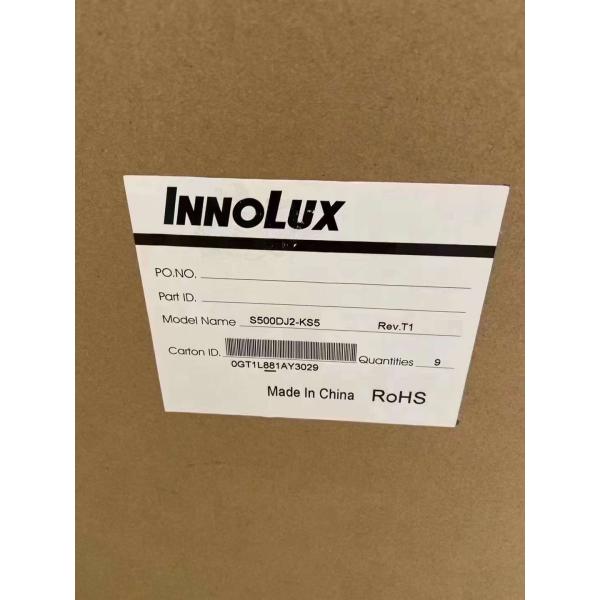 INNOLUX
PO.NO.
Part ID.
Model Name S500DJ2-KS5 Rev.T1
Carton ID. Quantities 9
0GT1L881AY3029
Made In China RoHS